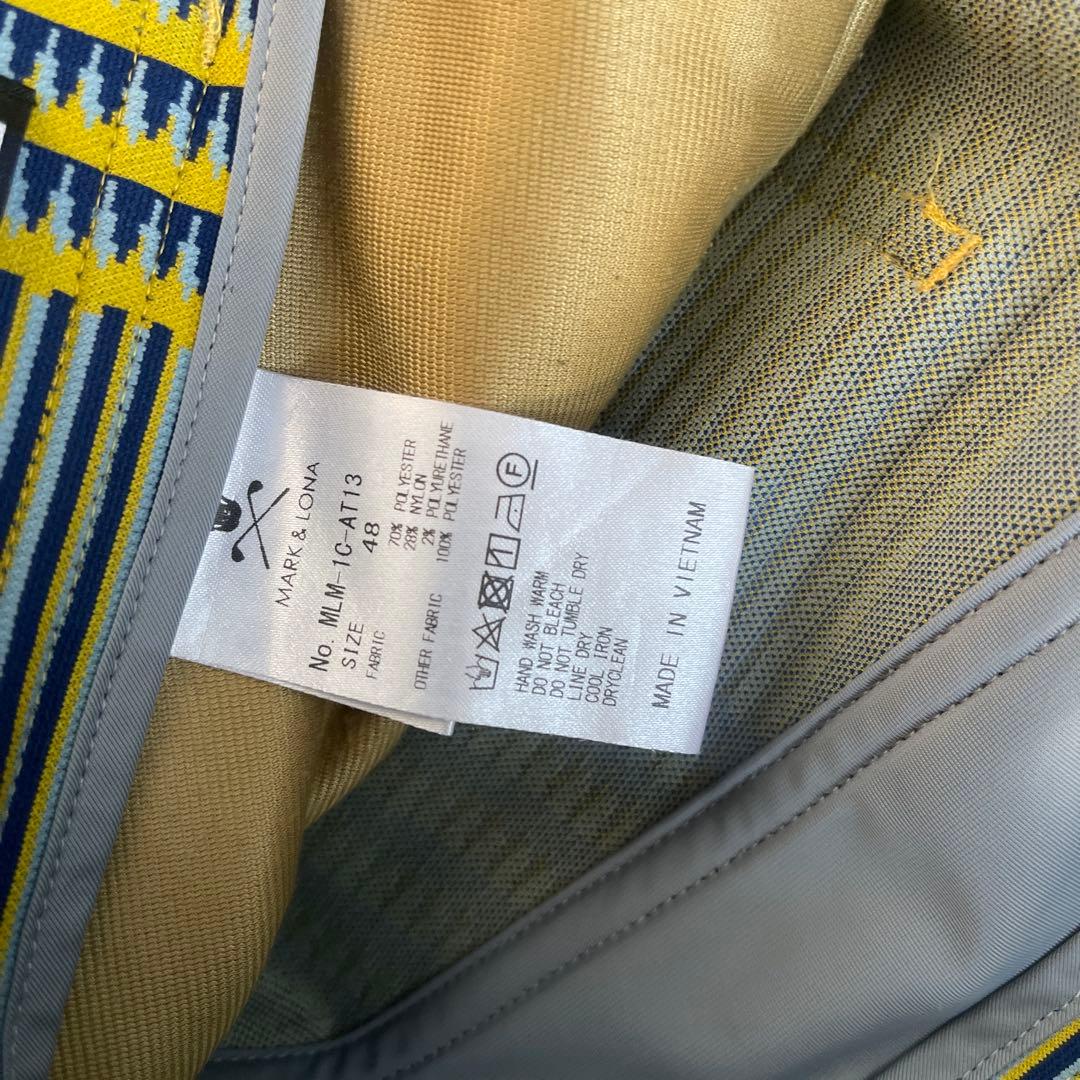 MARK & LONA
No. MLM-1C-AT13
SIZE 48
FABRIC 70% POLYESTER
28% NYLON
2% POLYURETHANE
OTHER FABRIC 100% POLYESTER
F
HAND WASH WARM
DO NOT BLEACH
DO NOT TUMBLE DRY
LINE DRY
COOL IRON
DRYCLEAN
MADE IN VIETNAM